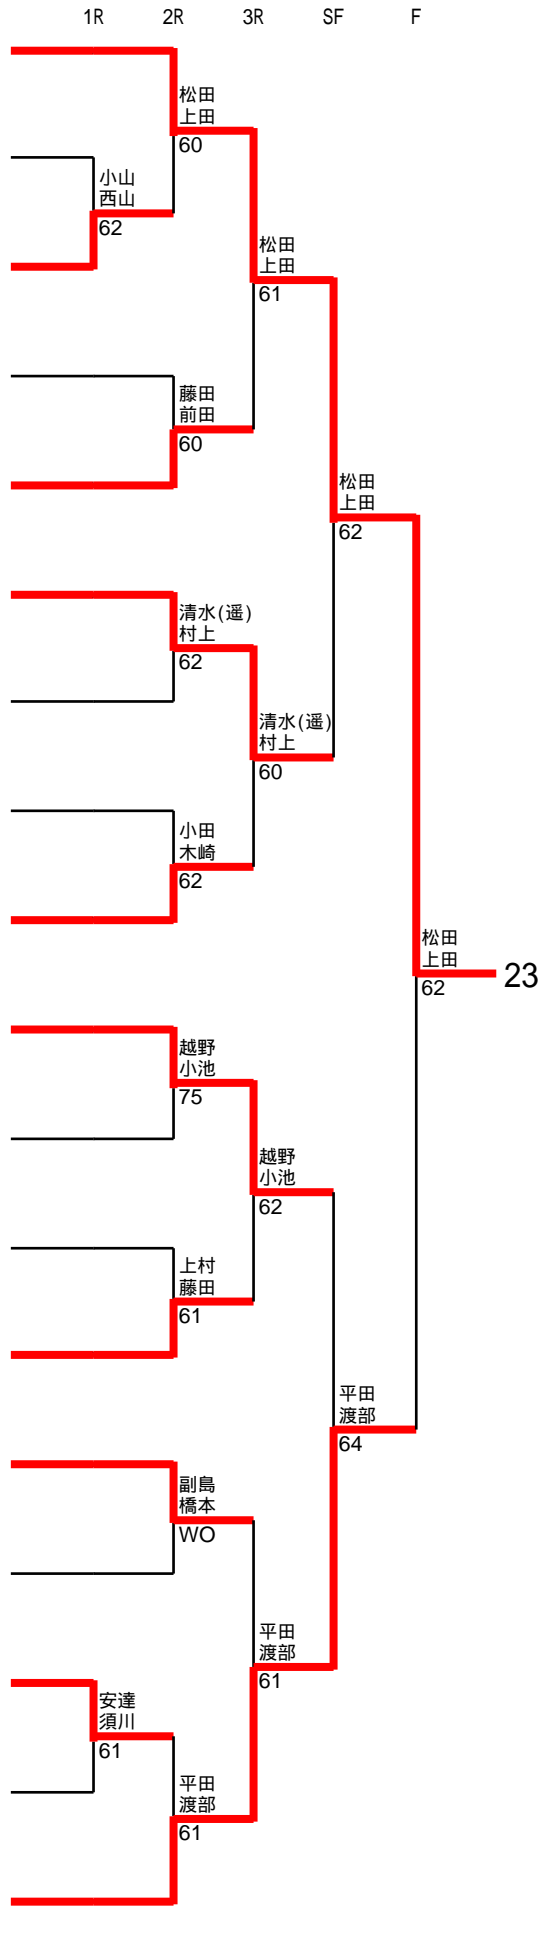 1R 2R 3R SF F
松田
上田
60
小山
西山
62
松田
上田
61
藤田
前田
60
松田
上田
62
清水(遥)
村上
62
清水(遥)
村上
60
小田
木崎
62
松田
上田
62
23
越野
小池
75
越野
小池
62
上村
藤田
61
平田
渡部
64
副島
橋本
WO
平田
渡部
61
安達
須川
61
平田
渡部
61